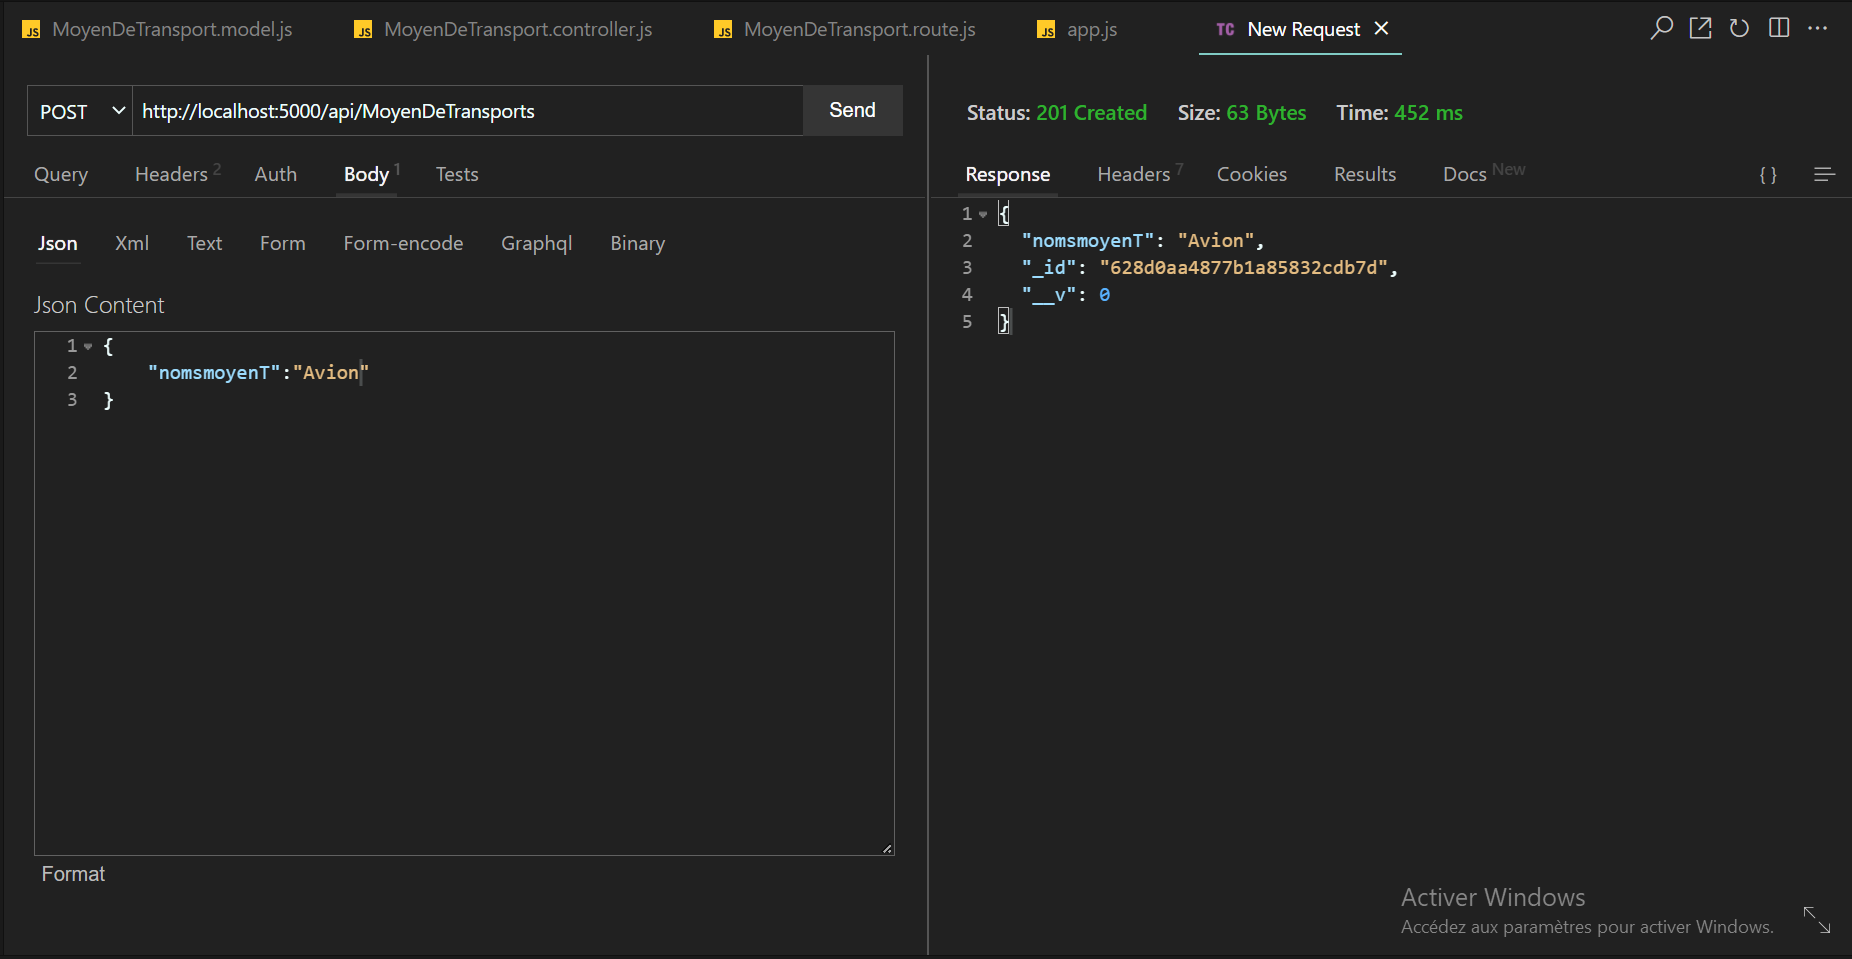 JS MoyenDeTransport.model.js JS MoyenDeTransport.controller.js JS MoyenDeTransport.route.js JS app.js TC New Request
POST http://localhost:5000/api/MoyenDeTransports Send
Query Headers 2 Auth Body 1 Tests
Json Xml Text Form Form-encode Graphql Binary
Json Content
1 {
2 "nomsmoyenT":"Avion"
3 }
Format
Status: 201 Created Size: 63 Bytes Time: 452 ms
Response Headers 7 Cookies Results Docs New { }
1 {
2 "nomsmoyenT": "Avion",
3 "_id": "628d0aa4877b1a85832cdb7d",
4 "__v": 0
5 }
Activer Windows
Accédez aux paramètres pour activer Windows.